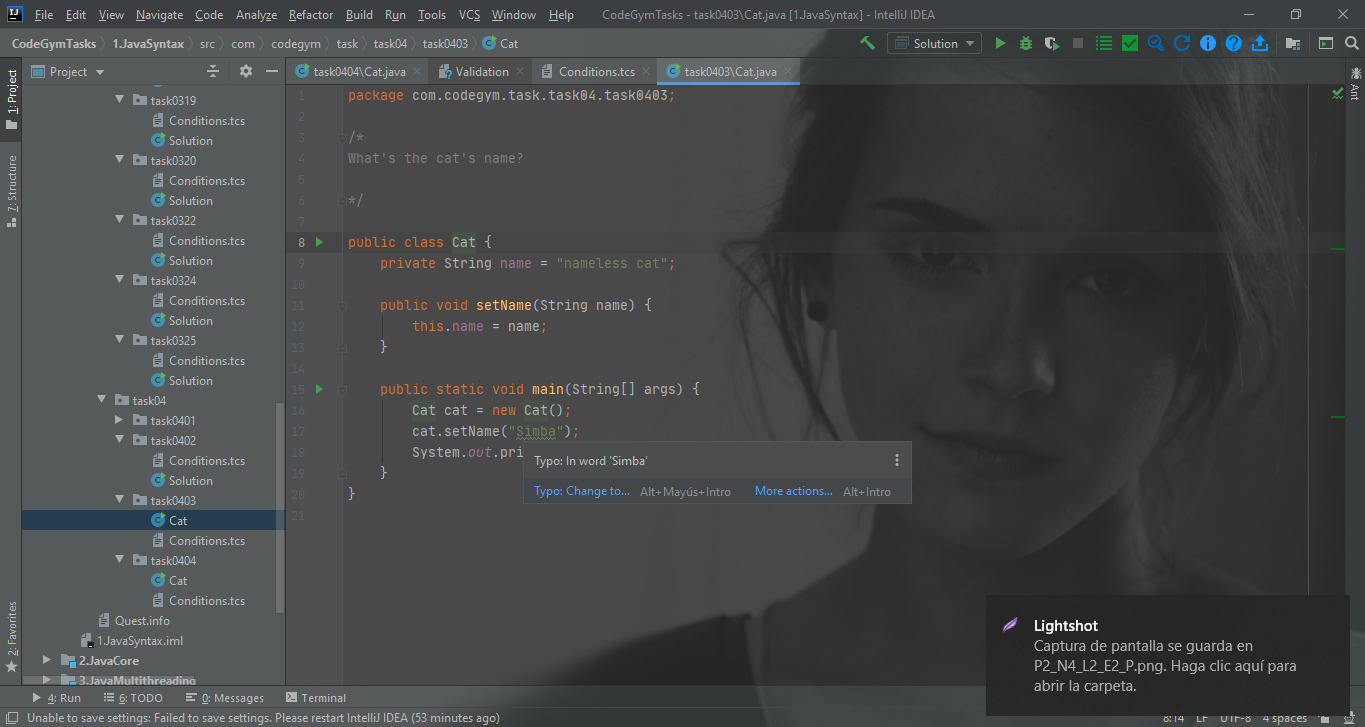 File Edit View Navigate Code Analyze Refactor Build Run Tools VCS Window Help CodeGymTasks - task0403\Cat.java [1.JavaSyntax] - IntelliJ IDEA
CodeGymTasks 1.JavaSyntax src com codegym task task04 task0403 Cat Solution
1: Project
7: Structure
2: Favorites
Project
task0319
Conditions.tcs
Solution
task0320
Conditions.tcs
Solution
task0322
Conditions.tcs
Solution
task0324
Conditions.tcs
Solution
task0325
Conditions.tcs
Solution
task04
task0401
task0402
Conditions.tcs
Solution
task0403
Cat
Conditions.tcs
task0404
Cat
Conditions.tcs
Quest.info
1.JavaSyntax.iml
2.JavaCore
3.JavaMultithreading
task0404\Cat.java Validation Conditions.tcs task0403\Cat.java
1 package com.codegym.task.task04.task0403;
2
3 /*
4 What's the cat's name?
5
6 */
7
8 public class Cat {
9 private String name = "nameless cat";
10
11 public void setName(String name) {
12 this.name = name;
13 }
14
15 public static void main(String[] args) {
16 Cat cat = new Cat();
17 cat.setName("Simba");
18 System.out.pri
19 }
20 }
21
Typo: In word 'Simba'
Typo: Change to... Alt+Mayús+Intro More actions... Alt+Intro
Ant
Lightshot
Captura de pantalla se guarda en
P2_N4_L2_E2_P.png. Haga clic aquí para
abrir la carpeta.
4: Run 6: TODO 0: Messages Terminal
Unable to save settings: Failed to save settings. Please restart IntelliJ IDEA (53 minutes ago) 8:14 LF UTF-8 4 spaces